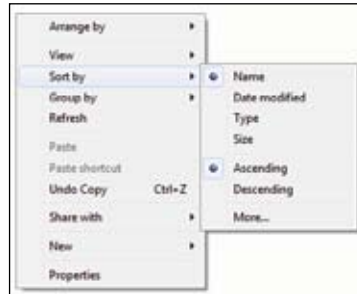 Arrange by
View
Sort by
Group by
Refresh
Paste
Paste shortcut
Undo Copy Ctrl+Z
Share with
New
Properties
Name
Date modified
Type
Size
Ascending
Descending
More...